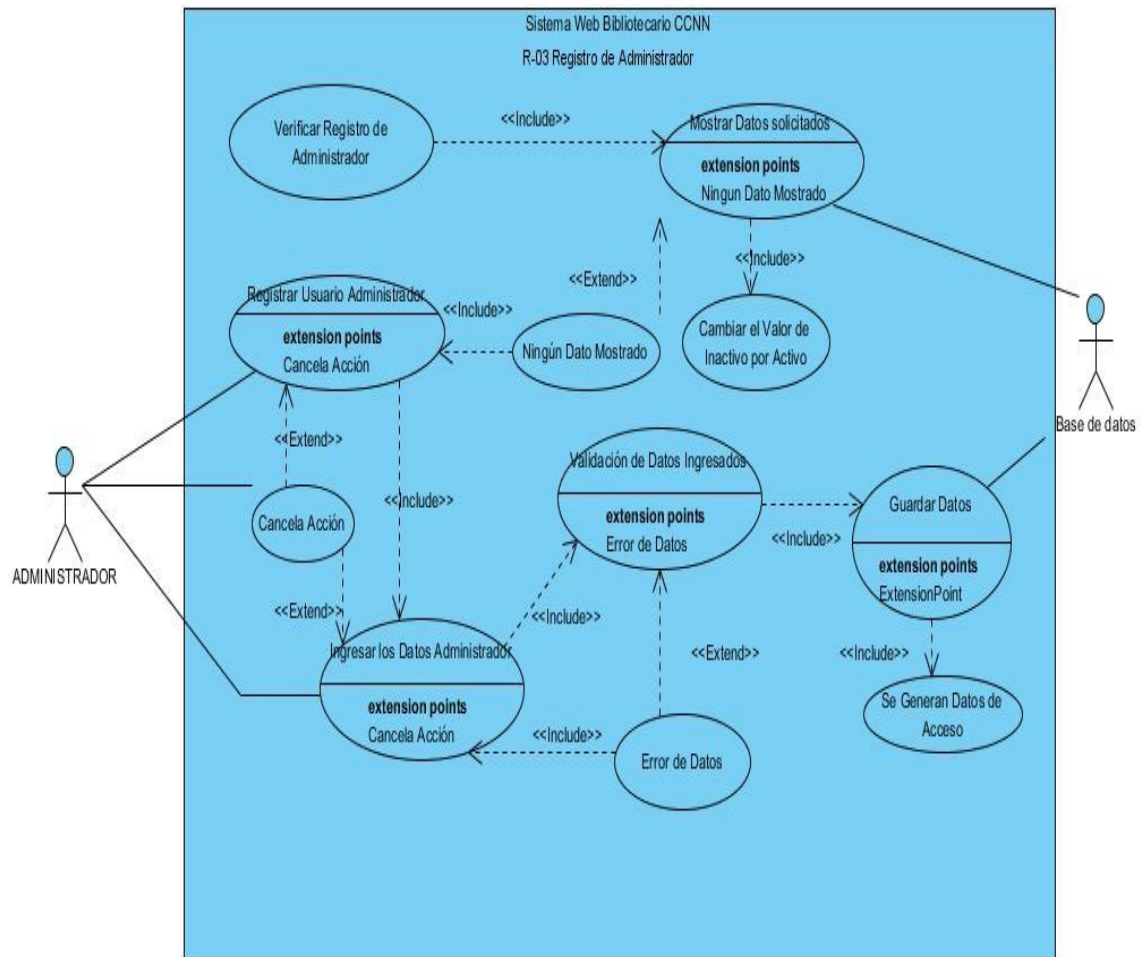 Sistema Web Bibliotecario CCNN
R-03 Registro de Administrador
Verificar Registro de
Administrador
<<Include>>
Mostrar Datos solicitados
extension points
Ningun Dato Mostrado
<<Extend>>
<<Include>>
Registrar Usuario Administrador
extension points
Cancela Acción
<<Include>>
Ningún Dato Mostrado
Cambiar el Valor de
Inactivo por Activo
Base de datos
<<Extend>>
Cancela Acción
<<Include>>
Validación de Datos Ingresados
extension points
Error de Datos
<<Include>>
Guardar Datos
extension points
ExtensionPoint
ADMINISTRADOR
<<Extend>>
<<Include>>
Ingresar los Datos Administrador
extension points
Cancela Acción
<<Extend>>
<<Include>>
Se Generan Datos de
Acceso
<<Include>>
Error de Datos